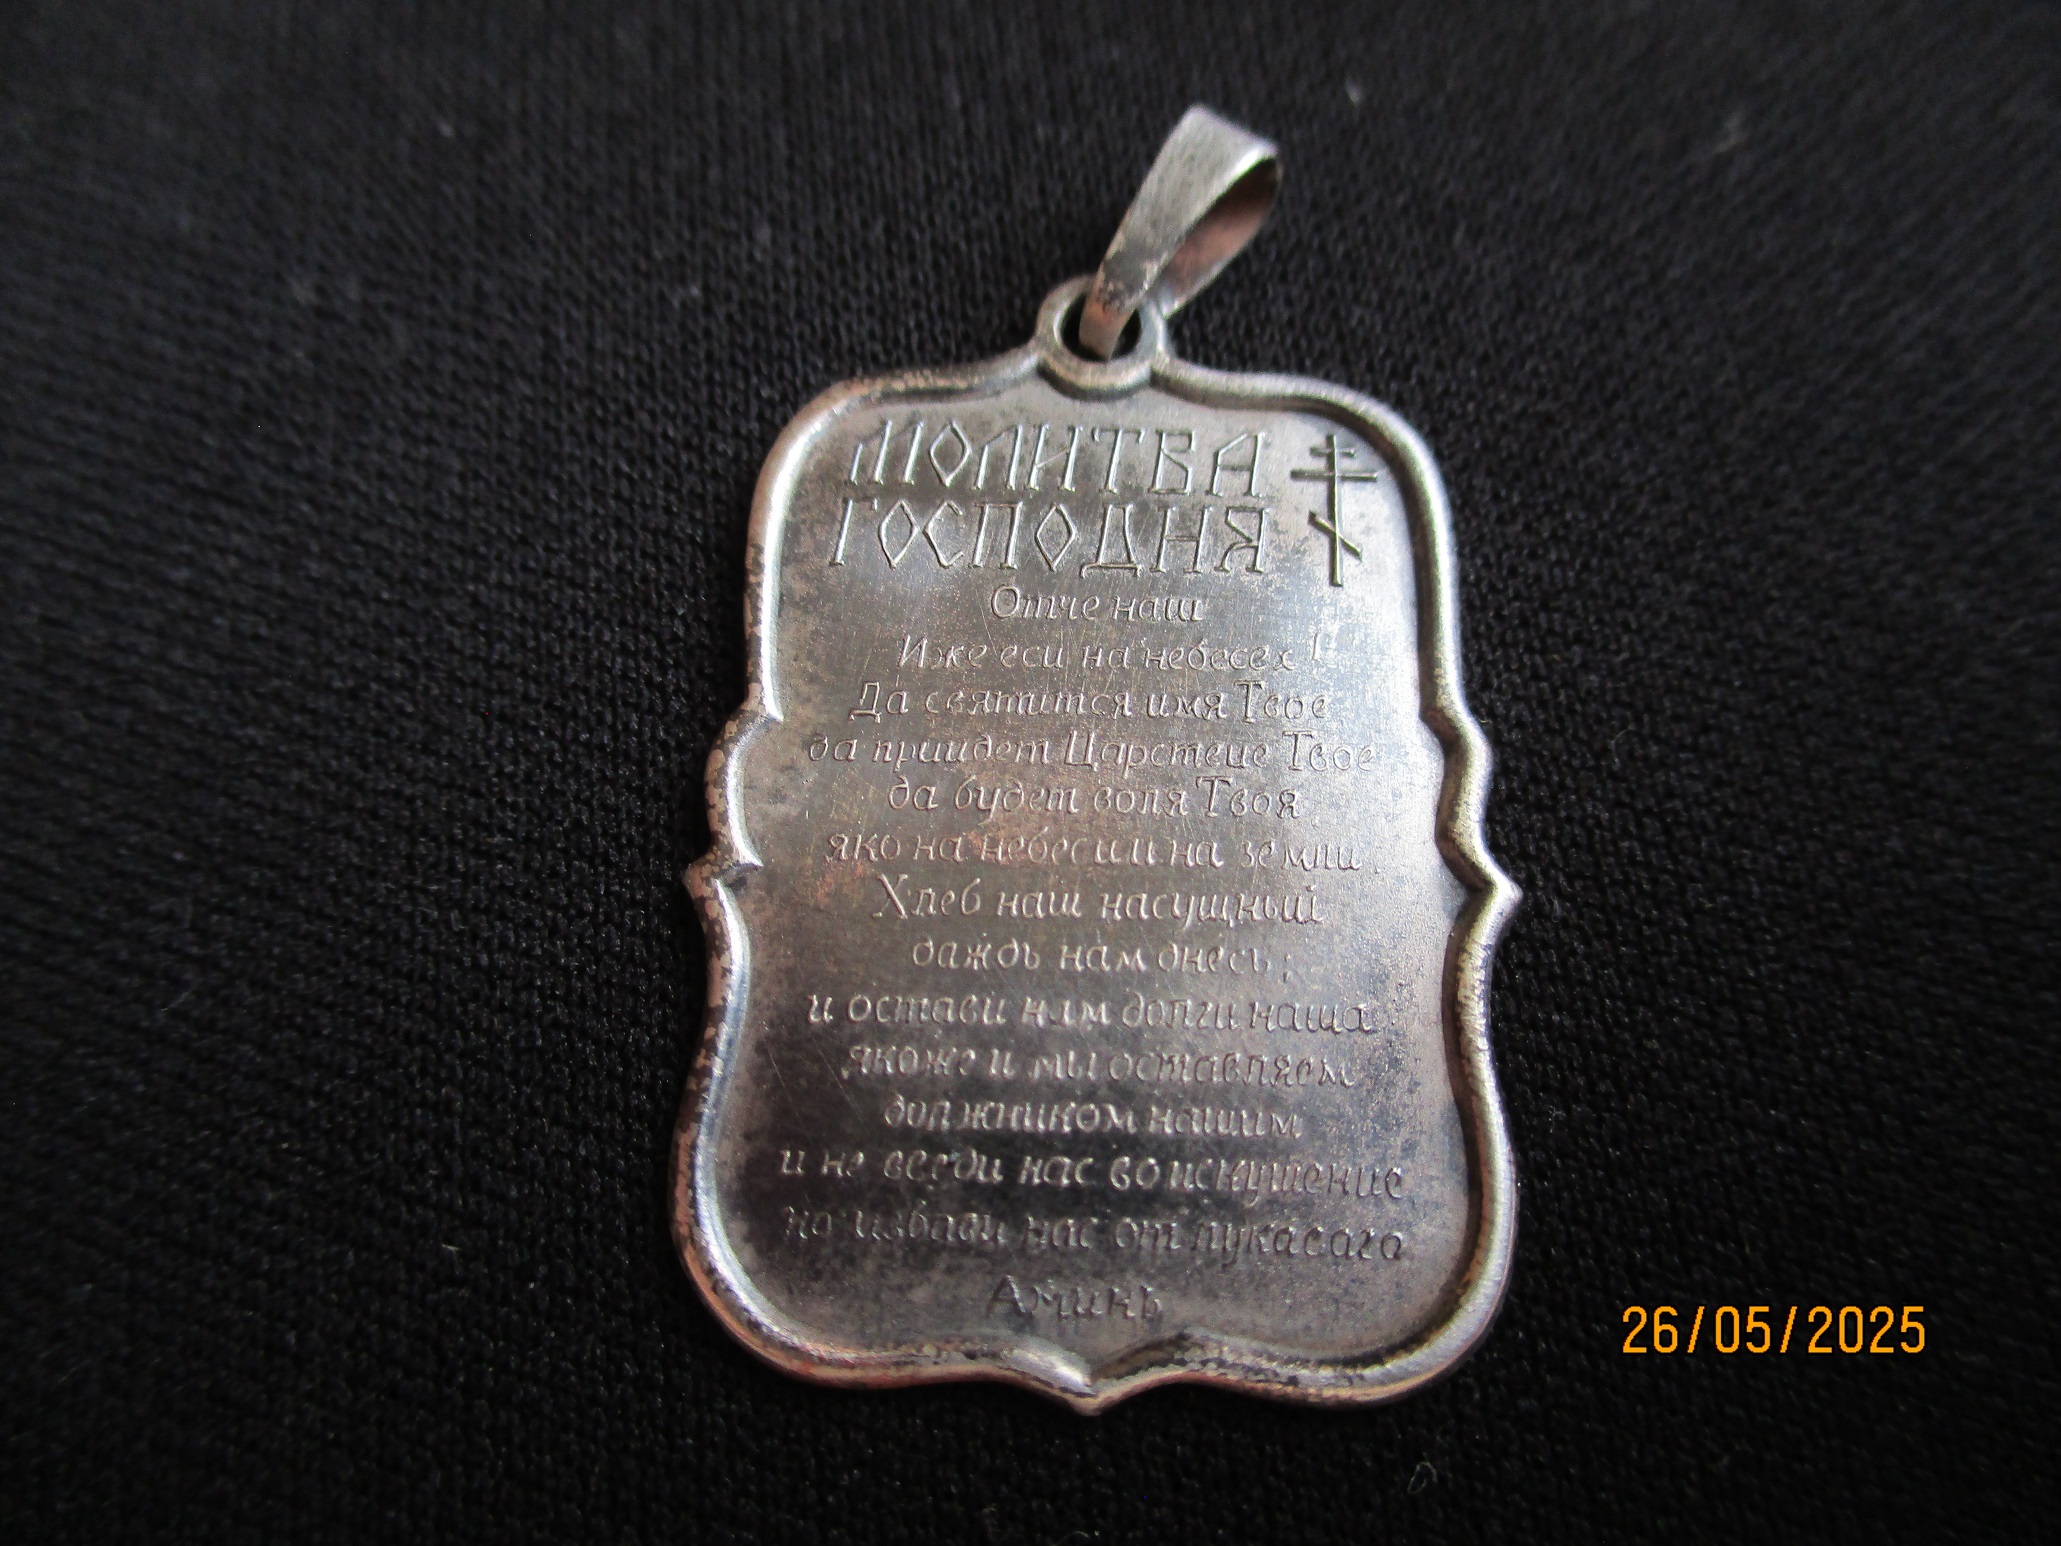 МОЛИТВА
ГОСПОДНЯ
Отче наш
Иже еси на небесех!
Да святится имя Твое
да приидет Царствие Твое
да будет воля Твоя
яко на небеси и на земли.
Хлеб наш насущный
даждь нам днесь;
и остави нам долги наша
якоже и мы оставляем
должником нашим
и не введи нас во искушение
но избави нас от лукаваго
Аминь
26/05/2025